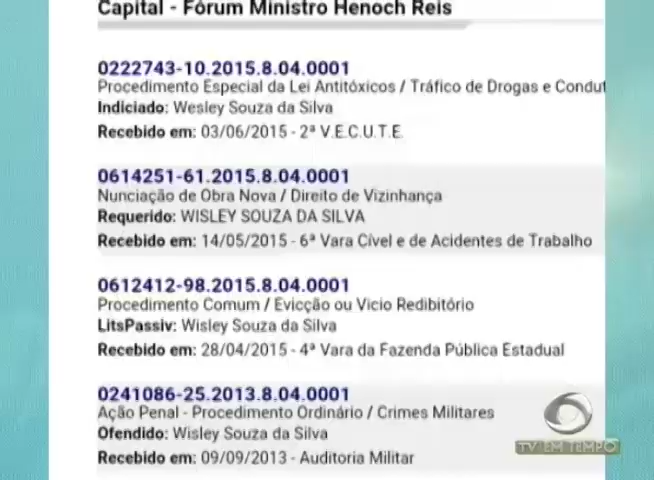 Capital - Fórum Ministro Henoch Reis
0222743-10.2015.8.04.0001
Procedimento Especial da Lei Antitóxicos / Tráfico de Drogas e Condut
Indiciado: Wesley Souza da Silva
Recebido em: 03/06/2015 - 2ª V.E.C.U.T.E.
0614251-61.2015.8.04.0001
Nunciação de Obra Nova / Direito de Vizinhança
Requerido: WISLEY SOUZA DA SILVA
Recebido em: 14/05/2015 - 6ª Vara Cível e de Acidentes de Trabalho
0612412-98.2015.8.04.0001
Procedimento Comum / Evicção ou Vicio Redibitório
LitsPassiv: Wisley Souza da Silva
Recebido em: 28/04/2015 - 4ª Vara da Fazenda Pública Estadual
0241086-25.2013.8.04.0001
Ação Penal - Procedimento Ordinário / Crimes Militares
Ofendido: Wisley Souza da Silva
Recebido em: 09/09/2013 - Auditoria Militar
TV EM TEMPO